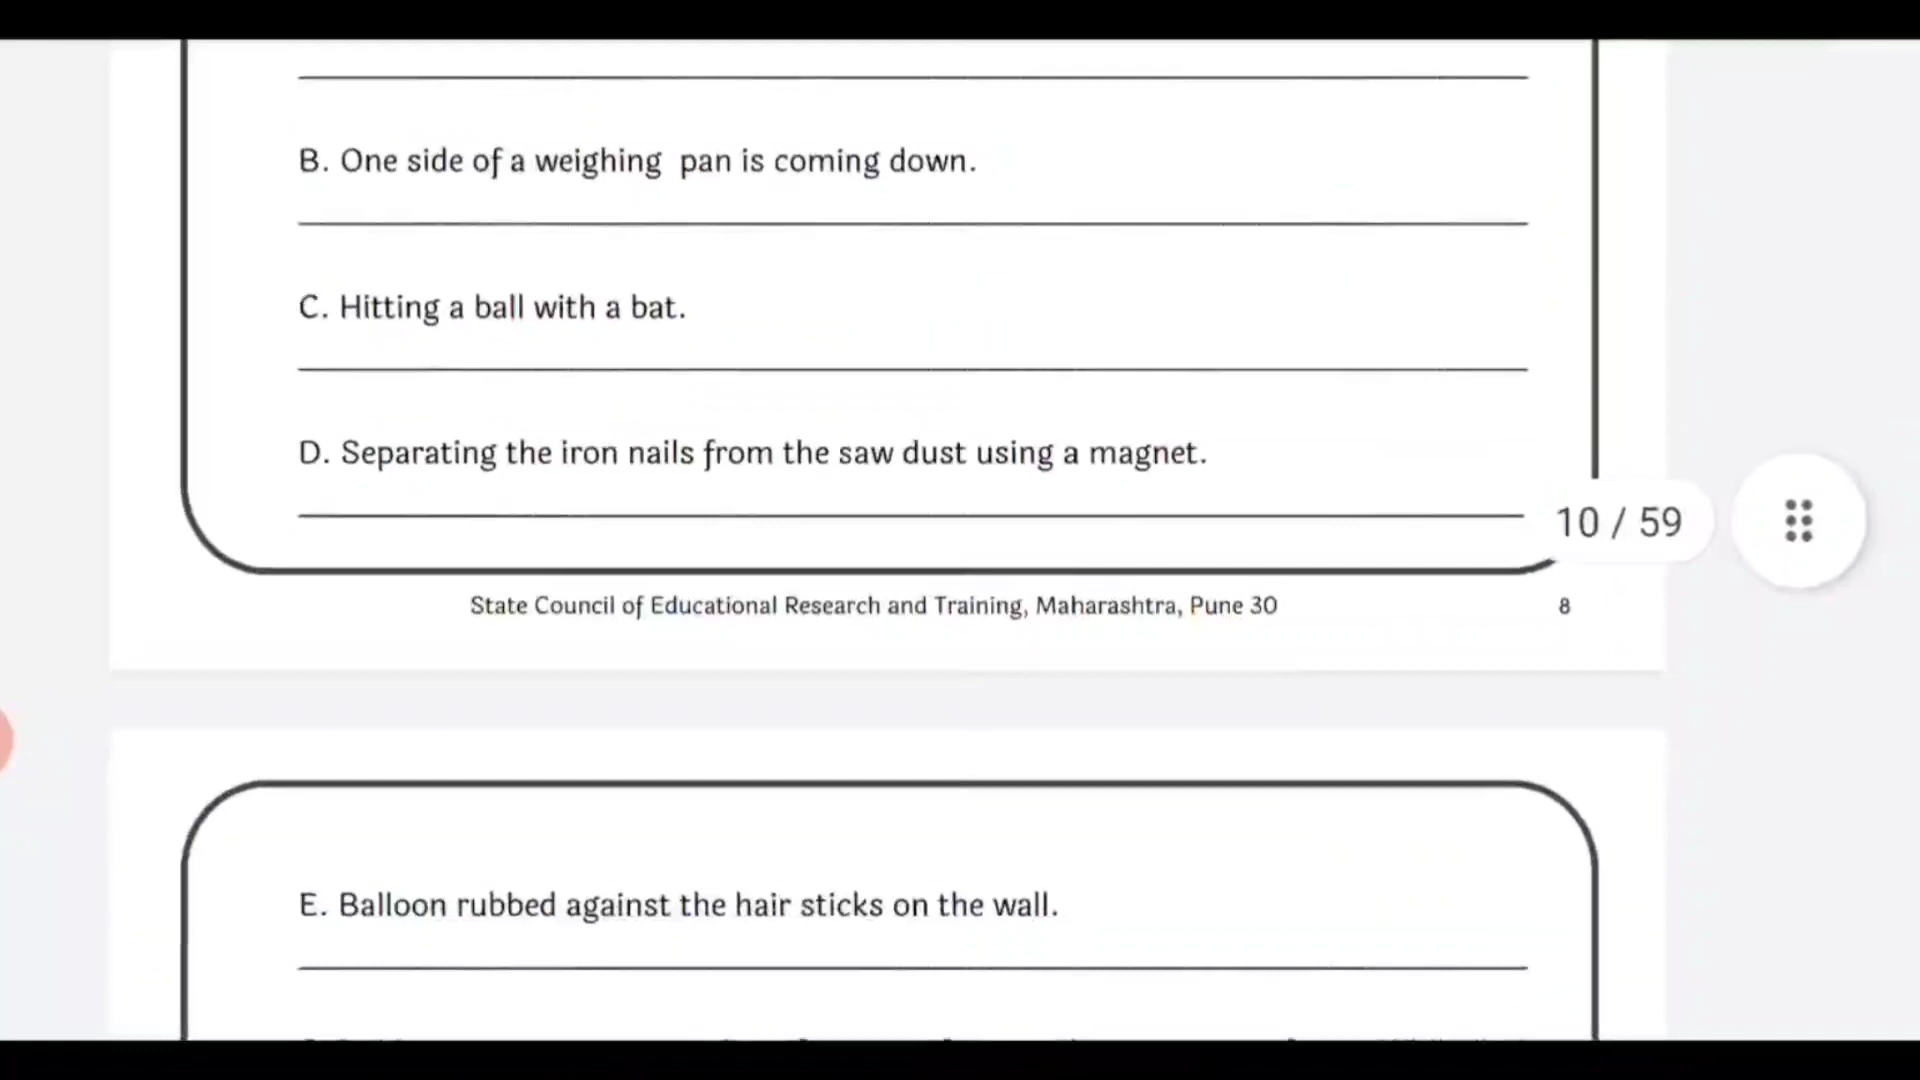 B. One side of a weighing pan is coming down.
C. Hitting a ball with a bat.
D. Separating the iron nails from the saw dust using a magnet.
10 / 59
State Council of Educational Research and Training, Maharashtra, Pune 30
8
E. Balloon rubbed against the hair sticks on the wall.